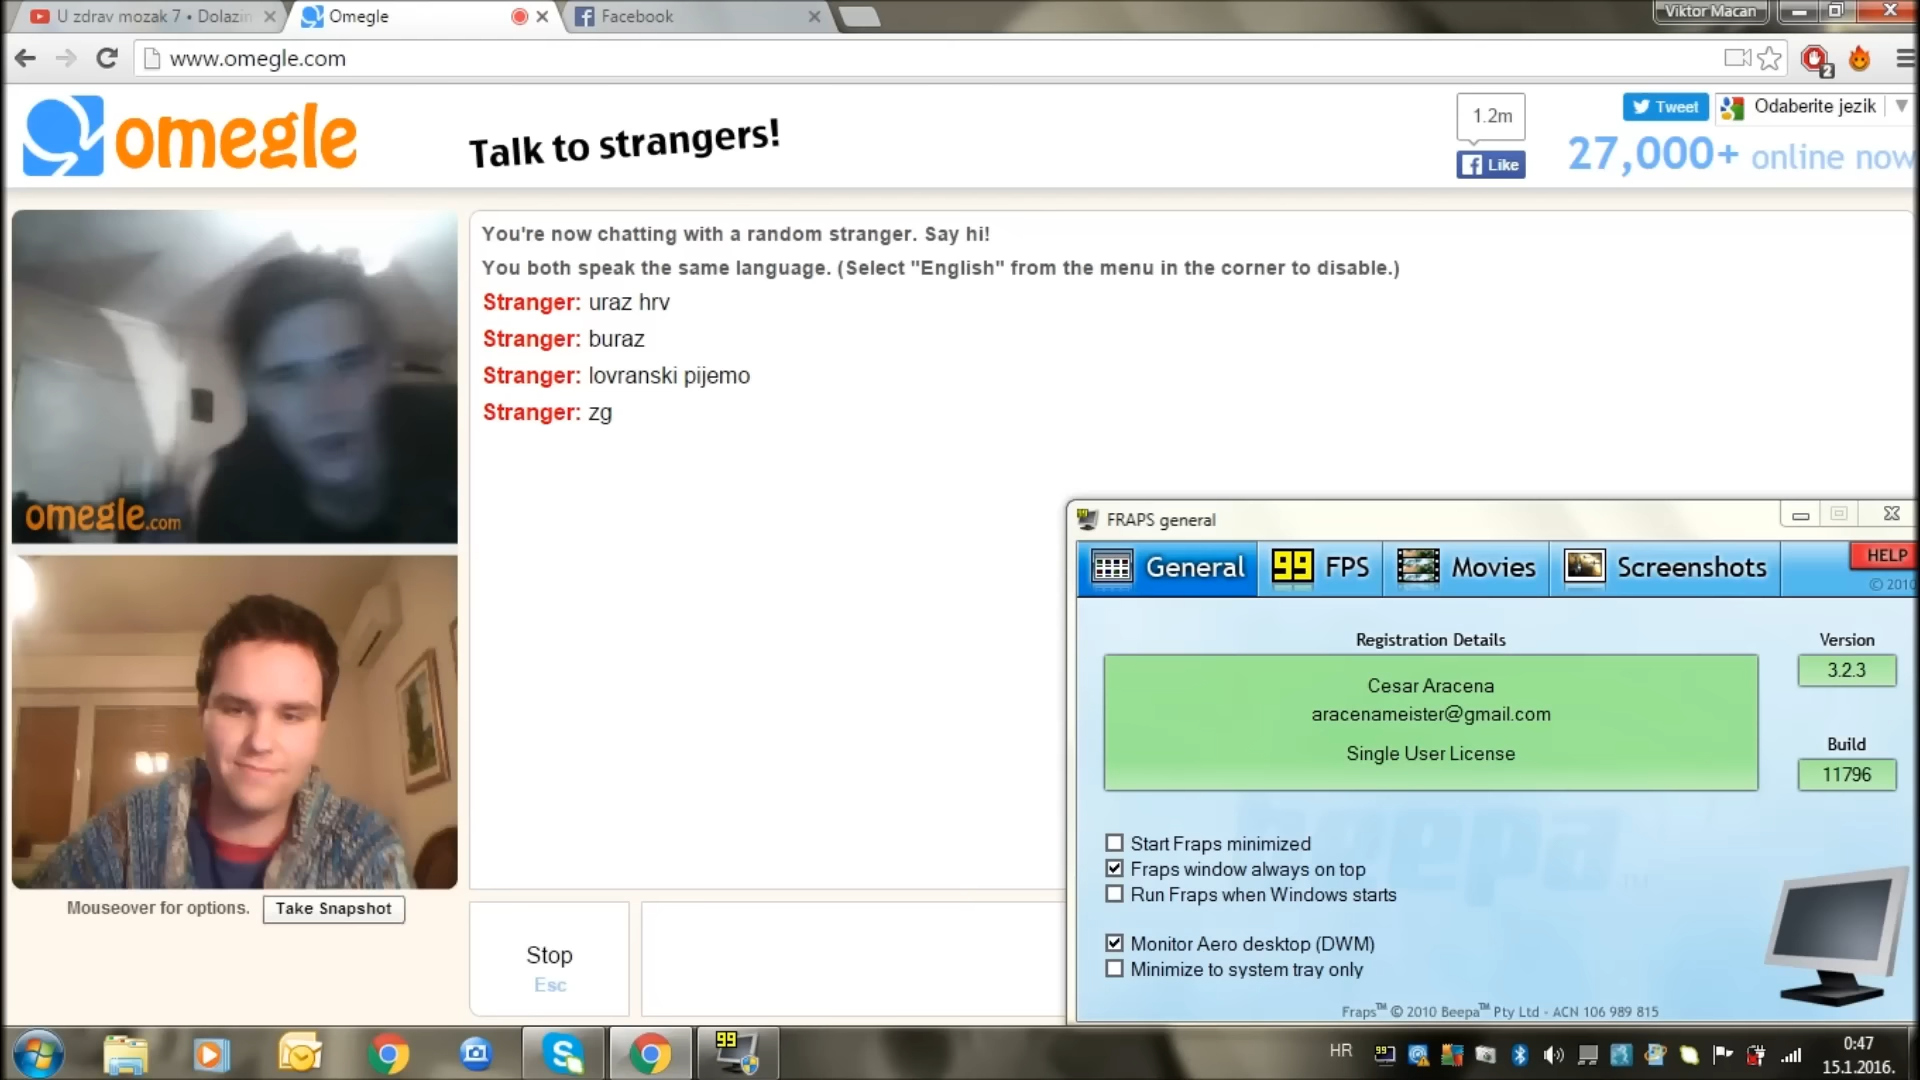 U zdrav mozak 7 • Dolazin
Omegle
Facebook
Viktor Macan
www.omegle.com
2
omegle
Talk to strangers!
1.2m
Like
Tweet
Odaberite jezik
27,000+ online now
omegle.com
You're now chatting with a random stranger. Say hi!
You both speak the same language. (Select "English" from the menu in the corner to disable.)
Stranger: uraz hrv
Stranger: buraz
Stranger: lovranski pijemo
Stranger: zg
Mouseover for options.
Take Snapshot
Stop
Esc
FRAPS general
General
99 FPS
Movies
Screenshots
HELP
© 2010
Registration Details
Cesar Aracena
aracenameister@gmail.com
Single User License
Version
3.2.3
Build
11796
beepa
Start Fraps minimized
Fraps window always on top
Run Fraps when Windows starts
Monitor Aero desktop (DWM)
Minimize to system tray only
Fraps™ © 2010 Beepa™ Pty Ltd - ACN 106 989 815
99
HR
99
0:47
15.1.2016.